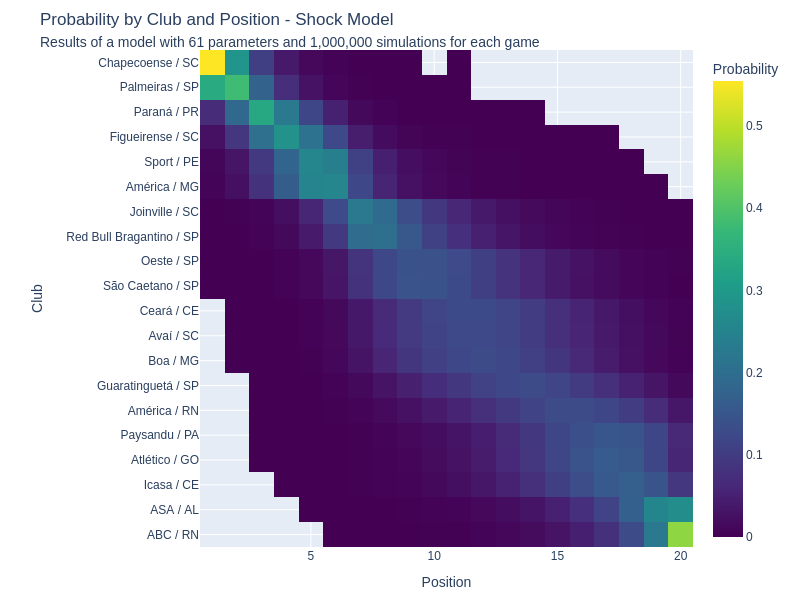 Probability by Club and Position - Shock Model
Results of a model with 61 parameters and 1,000,000 simulations for each game
Chapecoense / SC
Palmeiras / SP
Paraná / PR
Figueirense / SC
Sport / PE
América / MG
Joinville / SC
Red Bull Bragantino / SP
Oeste / SP
São Caetano / SP
Ceará / CE
Avaí / SC
Boa / MG
Guaratinguetá / SP
América / RN
Paysandu / PA
Atlético / GO
Icasa / CE
ASA / AL
ABC / RN
Club
5
10
15
20
Position
Probability
0.5
0.4
0.3
0.2
0.1
0